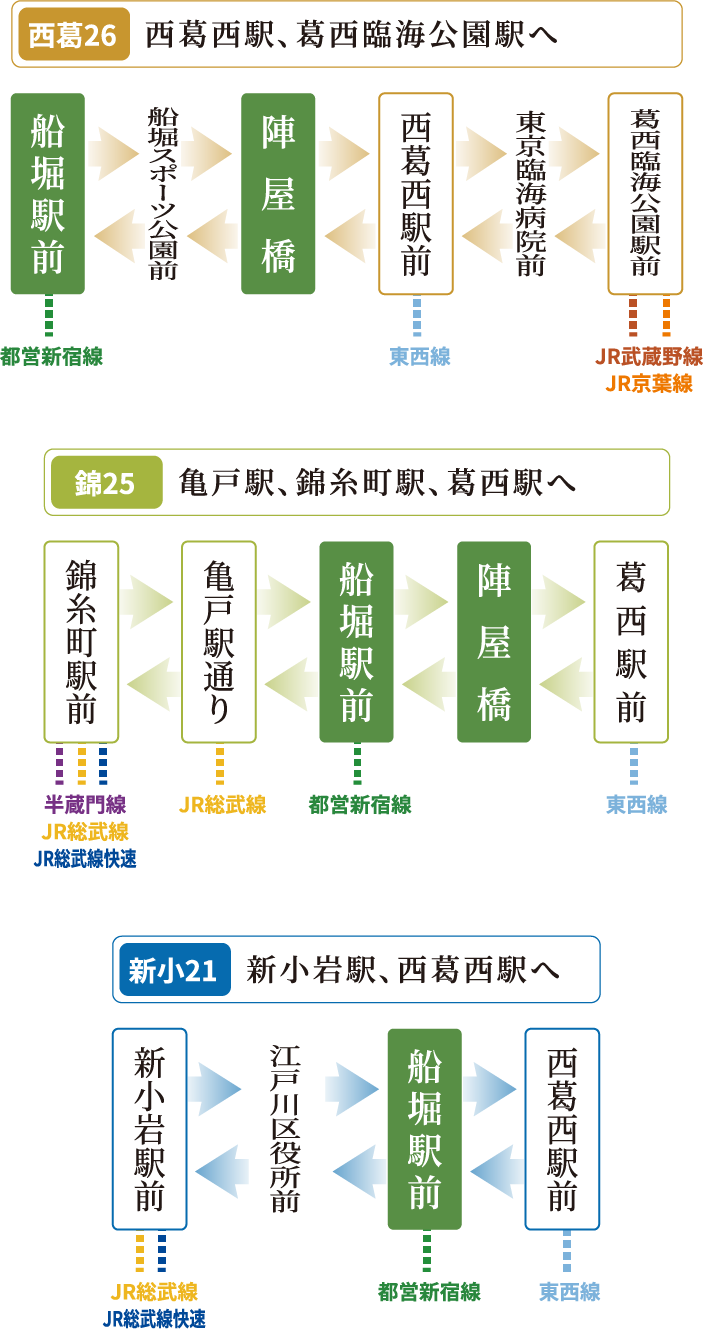 西葛26
西葛西駅、葛西臨海公園駅へ
船堀駅前
船堀スポーツ公園前
陣屋橋
西葛西駅前
東京臨海病院前
葛西臨海公園駅前
都営新宿線
東西線
JR武蔵野線
JR京葉線
錦25
亀戸駅、錦糸町駅、葛西駅へ
錦糸町駅前
亀戸駅通り
船堀駅前
陣屋橋
葛西駅前
半蔵門線
JR総武線
JR総武線快速
JR総武線
都営新宿線
東西線
新小21
新小岩駅、西葛西駅へ
新小岩駅前
江戸川区役所前
船堀駅前
西葛西駅前
JR総武線
JR総武線快速
都営新宿線
東西線